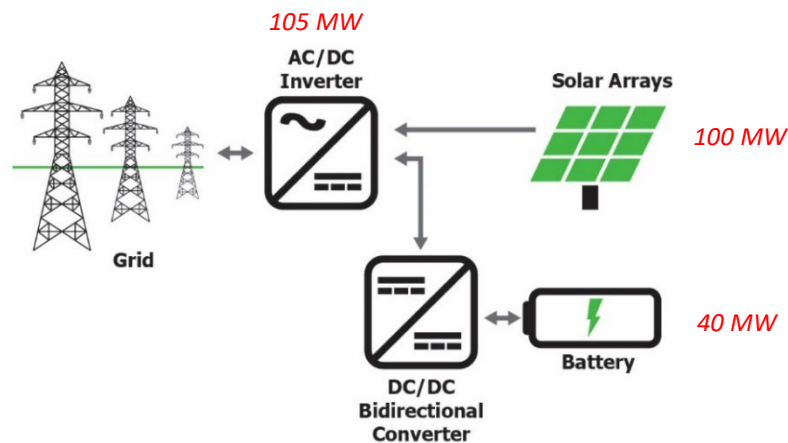 105 MW
AC/DC
Inverter
Solar Arrays
100 MW
Grid
40 MW
Battery
DC/DC
Bidirectional
Converter